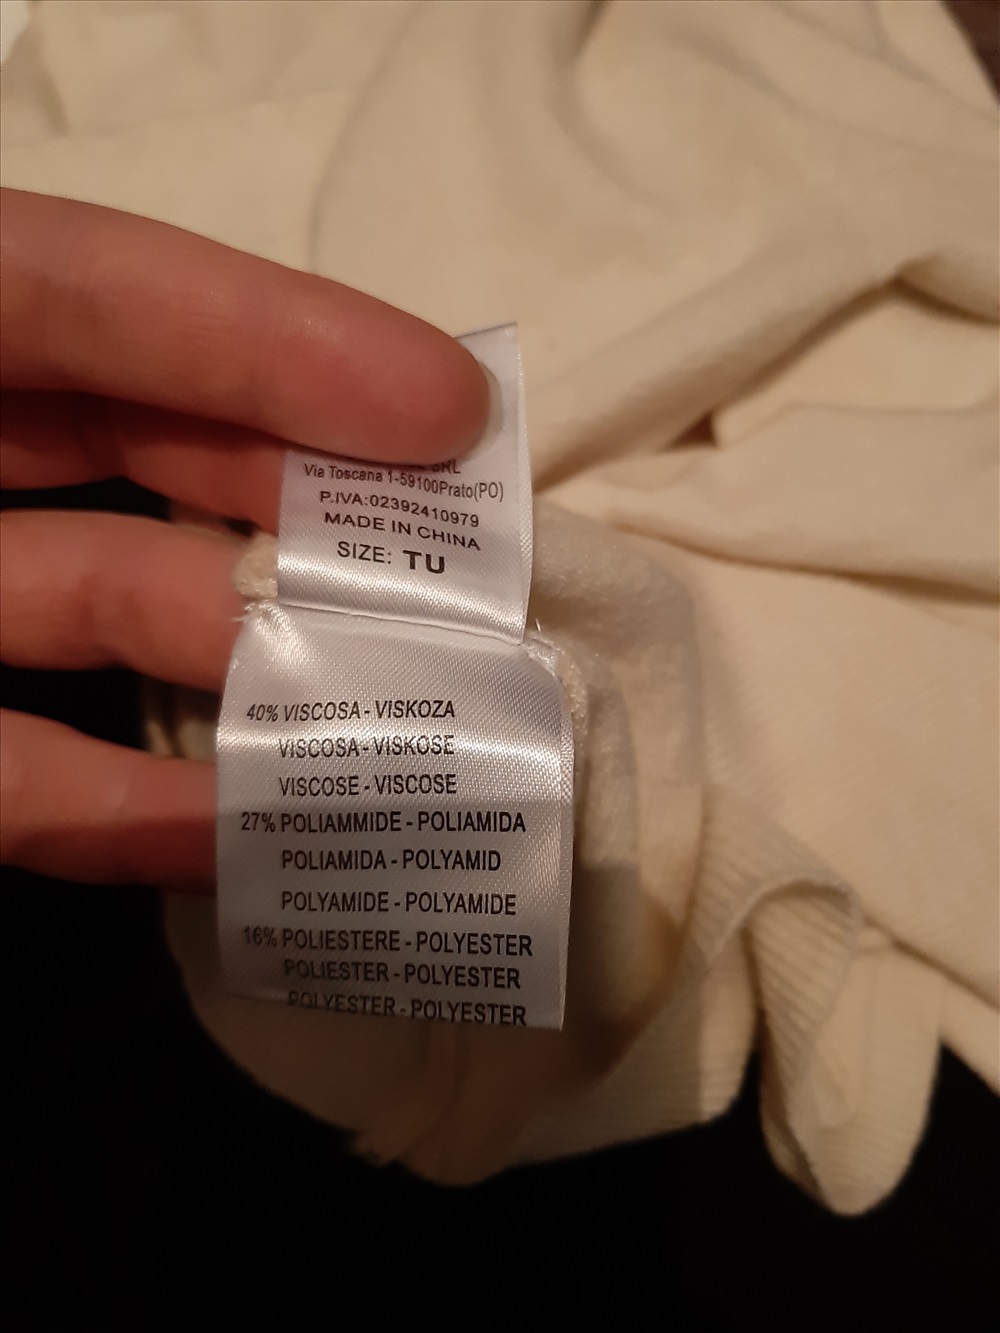 SRL
Via Toscana 1-59100Prato(PO)
P.IVA:02392410979
MADE IN CHINA
SIZE: TU
40% VISCOSA - VISKOZA
VISCOSA - VISKOSE
VISCOSE - VISCOSE
27% POLIAMMIDE - POLIAMIDA
POLIAMIDA - POLYAMID
POLYAMIDE - POLYAMIDE
16% POLIESTERE - POLYESTER
POLIESTER - POLYESTER
POLYESTER - POLYESTER